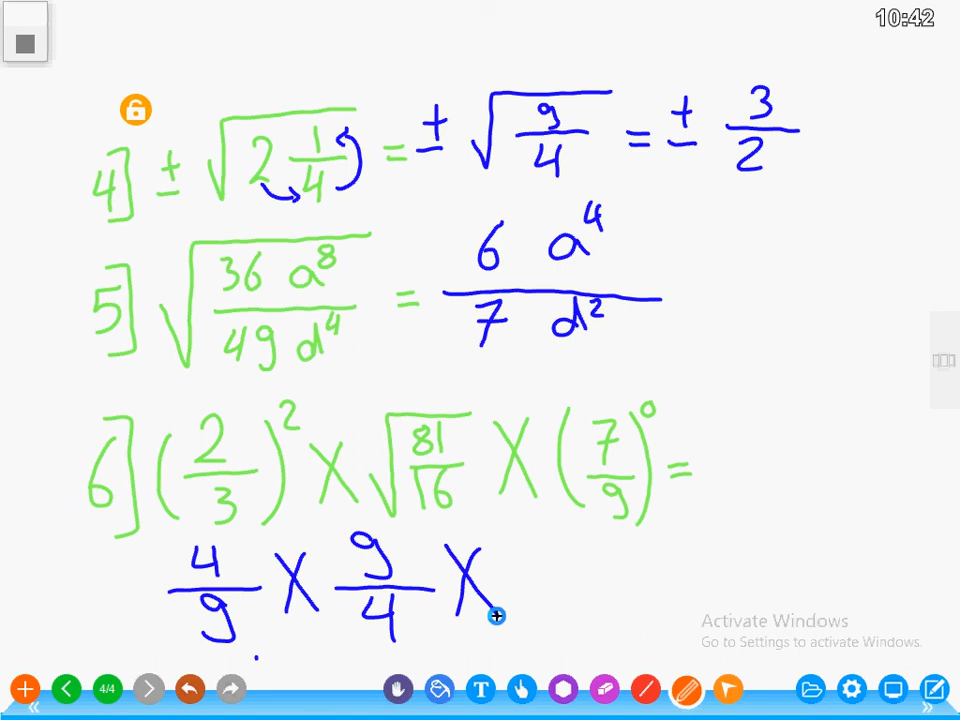 10:42
4] ± √(2 1/4) = ± √(9/4) = ± 3/2
5] √(36 a⁸ / 49 d⁴) = 6 a⁴ / 7 d²
6] (2/3)² X √(81/16) X (7/9)⁰ =
4/9 X 9/4 X
Activate Windows
Go to Settings to activate Windows.
4/4
T